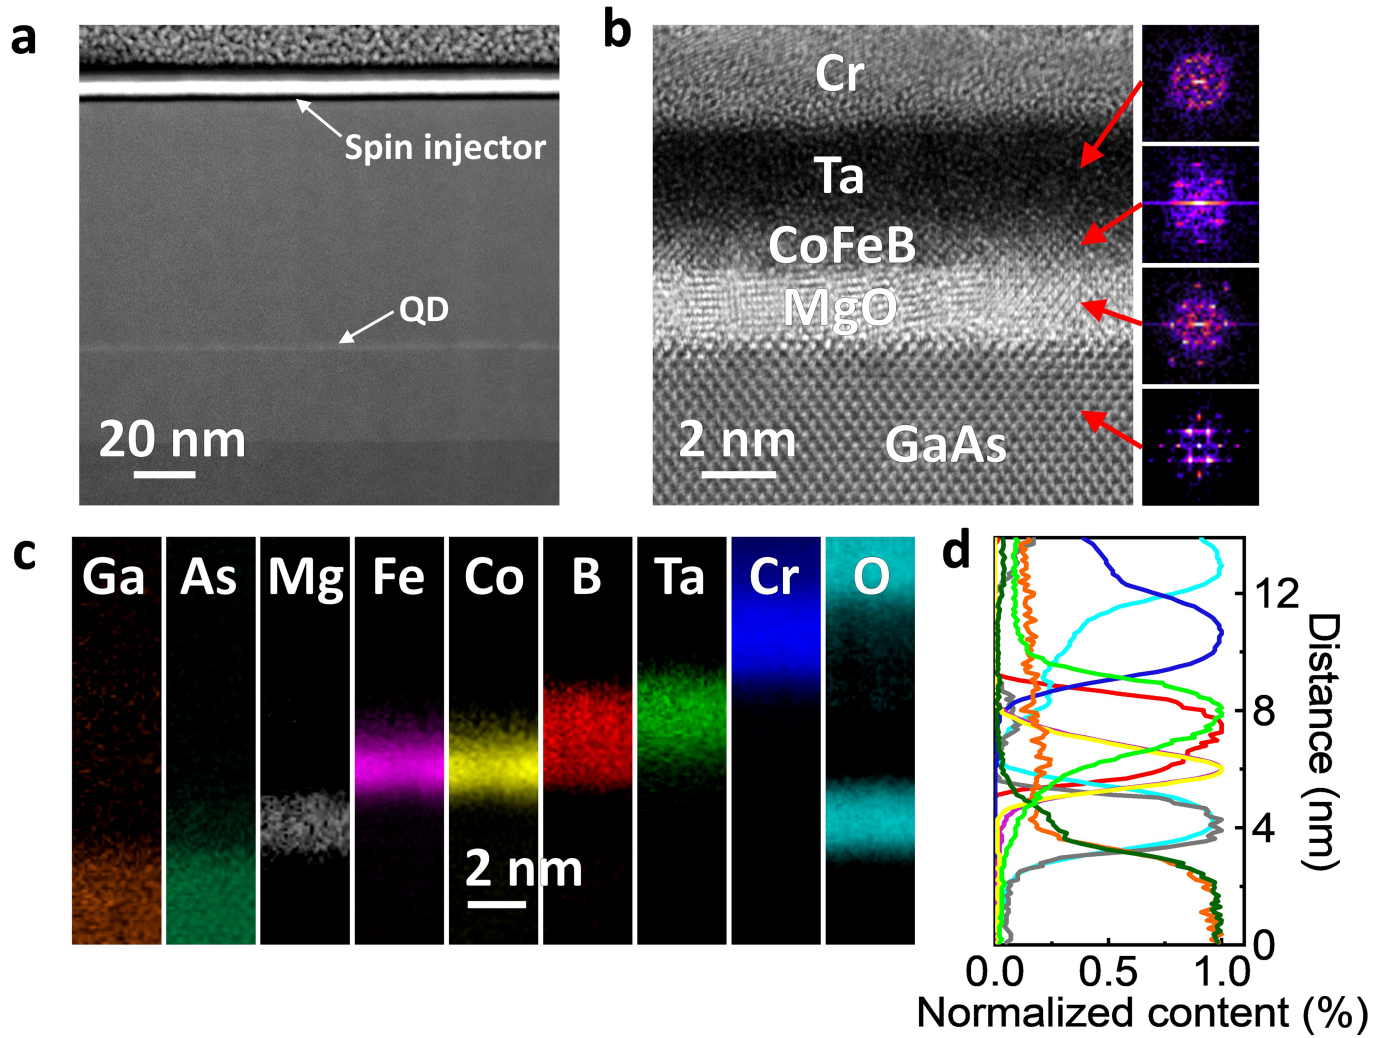 a
Spin injector
QD
20 nm
b
Cr
Ta
CoFeB
MgO
2 nm
GaAs
c
Ga As Mg Fe Co B Ta Cr O
2 nm
d
12
8
4
0
Distance (nm)
0.0 0.5 1.0
Normalized content (%)